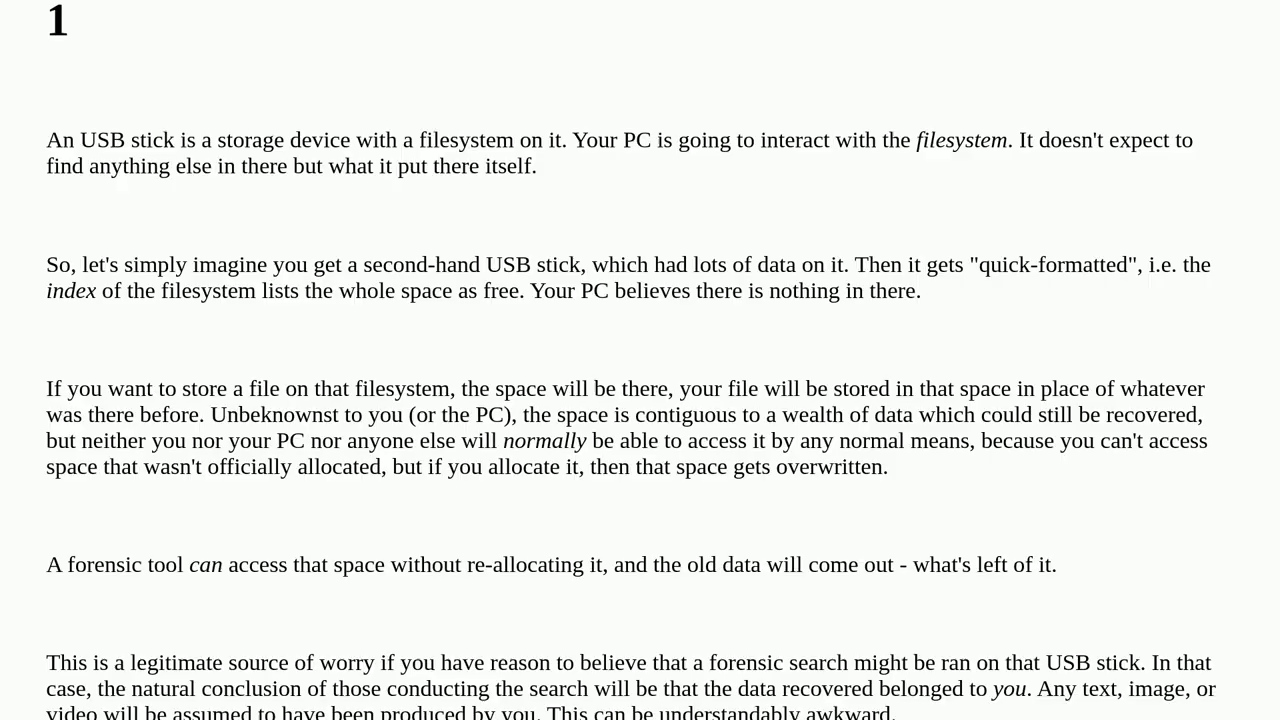 1
An USB stick is a storage device with a filesystem on it. Your PC is going to interact with the filesystem. It doesn't expect to
find anything else in there but what it put there itself.
So, let's simply imagine you get a second-hand USB stick, which had lots of data on it. Then it gets "quick-formatted", i.e. the
index of the filesystem lists the whole space as free. Your PC believes there is nothing in there.
If you want to store a file on that filesystem, the space will be there, your file will be stored in that space in place of whatever
was there before. Unbeknownst to you (or the PC), the space is contiguous to a wealth of data which could still be recovered,
but neither you nor your PC nor anyone else will normally be able to access it by any normal means, because you can't access
space that wasn't officially allocated, but if you allocate it, then that space gets overwritten.
A forensic tool can access that space without re-allocating it, and the old data will come out - what's left of it.
This is a legitimate source of worry if you have reason to believe that a forensic search might be ran on that USB stick. In that
case, the natural conclusion of those conducting the search will be that the data recovered belonged to you. Any text, image, or
video will be assumed to have been produced by you. This can be understandably awkward.